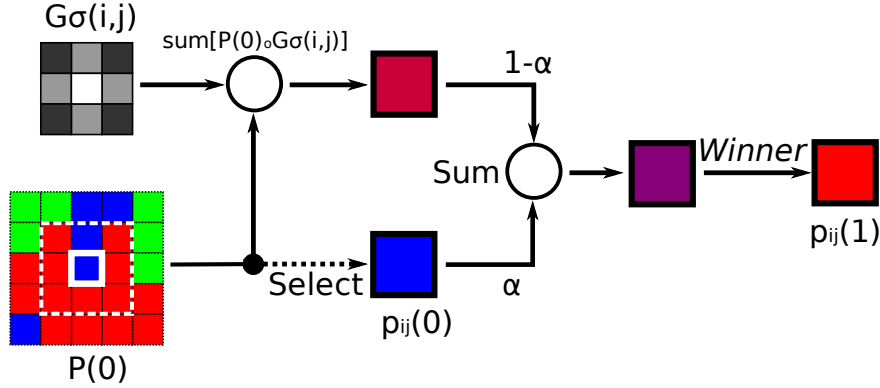 Gσ(i,j)
sum[P(0)∘Gσ(i,j)]
1-α
Sum
Winner
pij(1)
Select
α
pij(0)
P(0)